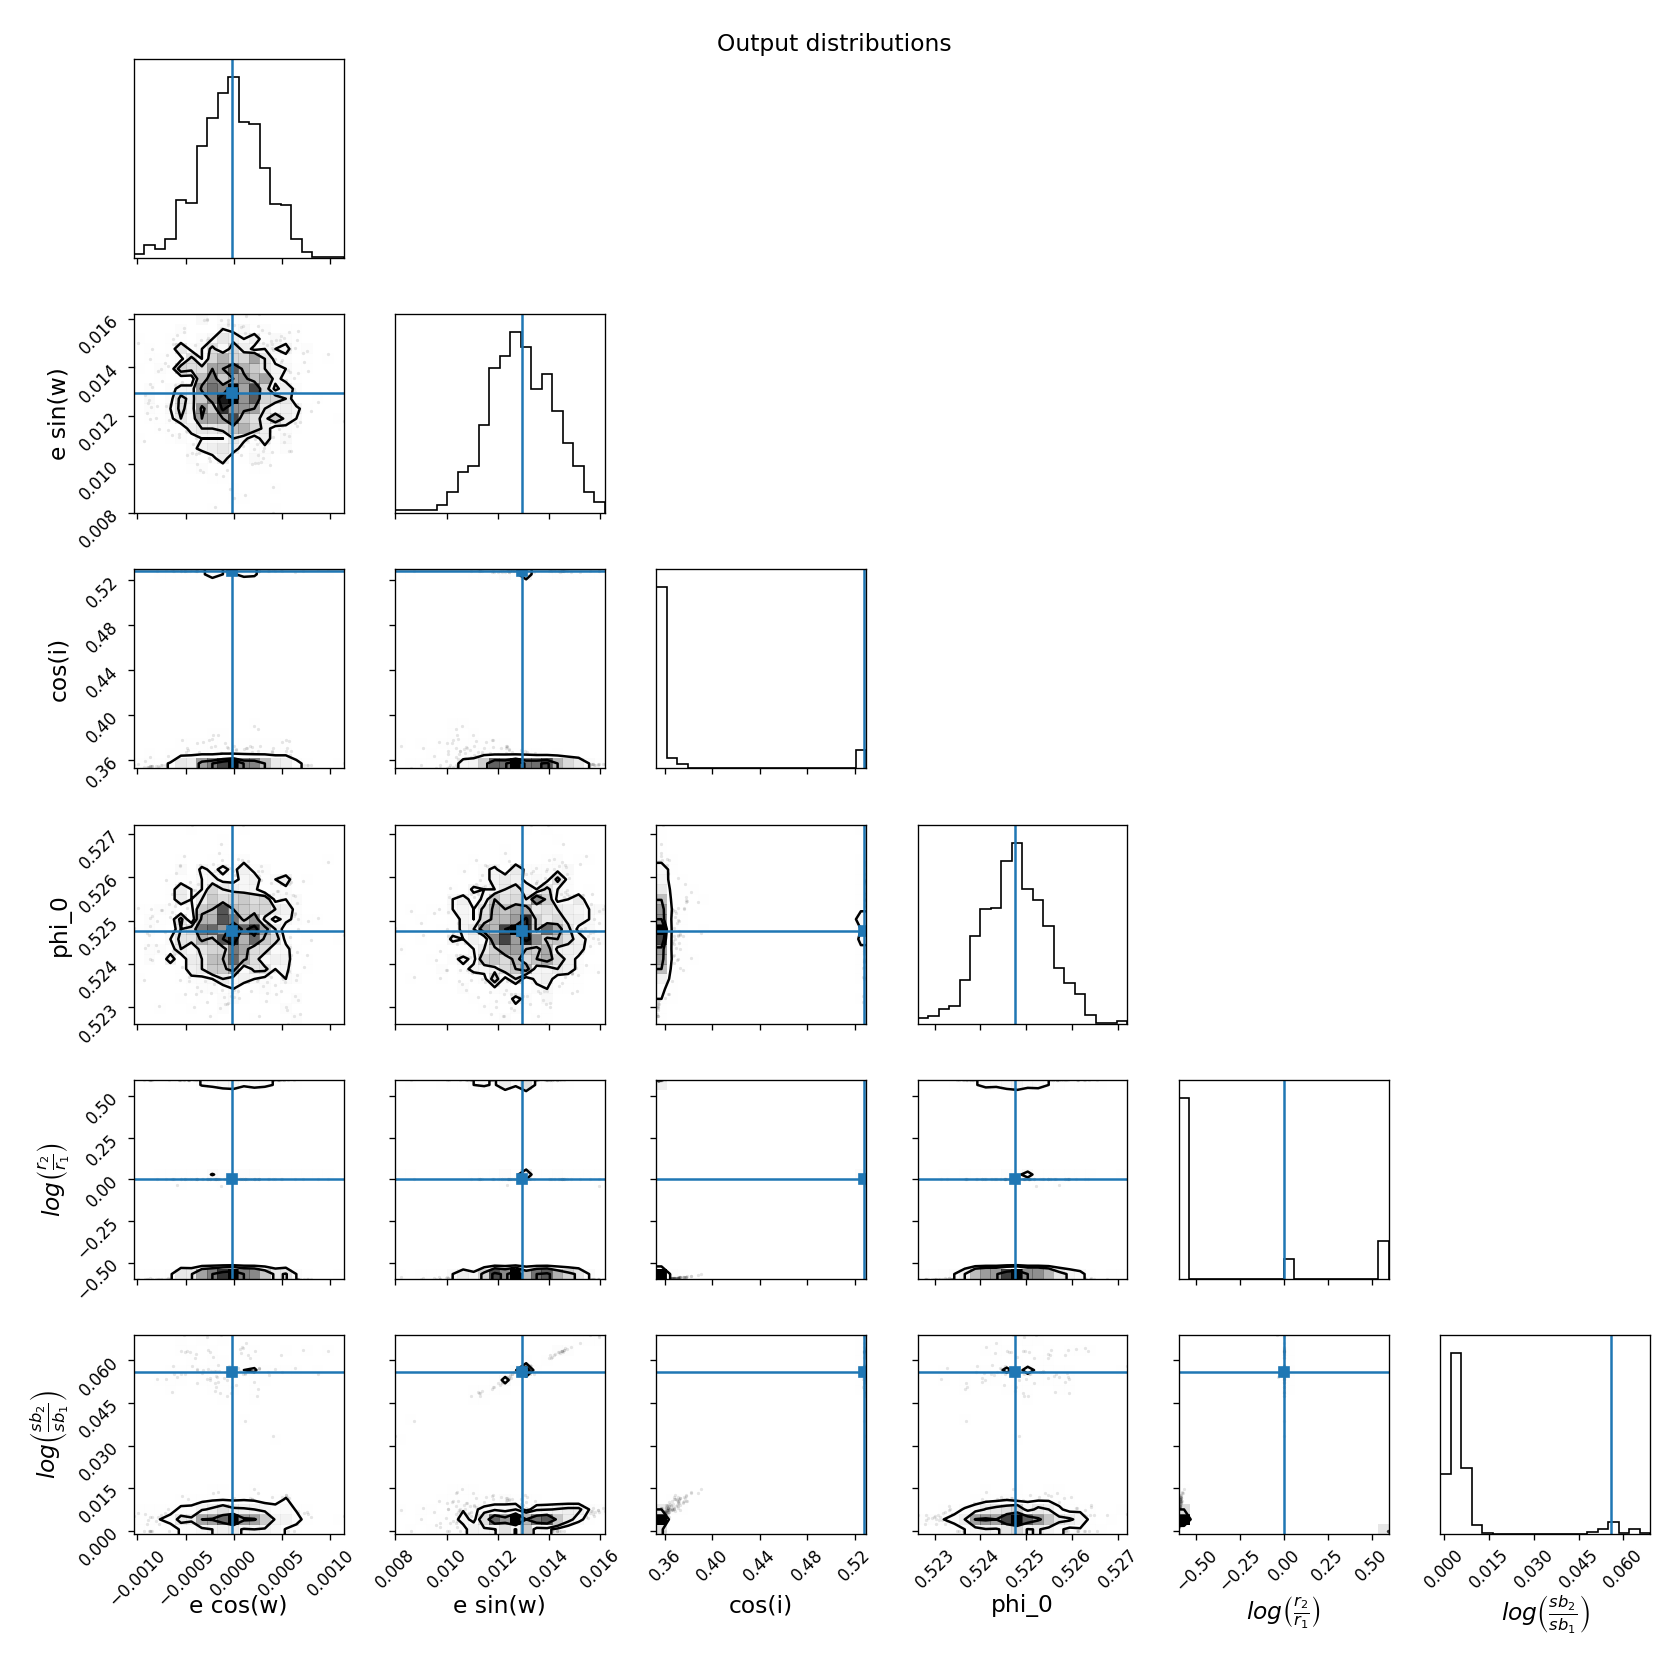 Output distributions
0.016
0.014
0.012
0.010
0.008
e sin(w)
0.52
0.48
0.44
0.40
0.36
cos(i)
0.527
0.526
0.525
0.524
0.523
phi_0
0.50
0.25
0.00
−0.25
−0.50
log(r2/r1)
0.060
0.045
0.030
0.015
0.000
log(sb2/sb1)
−0.0010 −0.0005 0.0000 0.0005 0.0010
0.008 0.010 0.012 0.014 0.016
0.36 0.40 0.44 0.48 0.52
0.523 0.524 0.525 0.526 0.527
−0.50 −0.25 0.00 0.25 0.50
0.000 0.015 0.030 0.045 0.060
e cos(w) e sin(w) cos(i) phi_0 log(r2/r1) log(sb2/sb1)